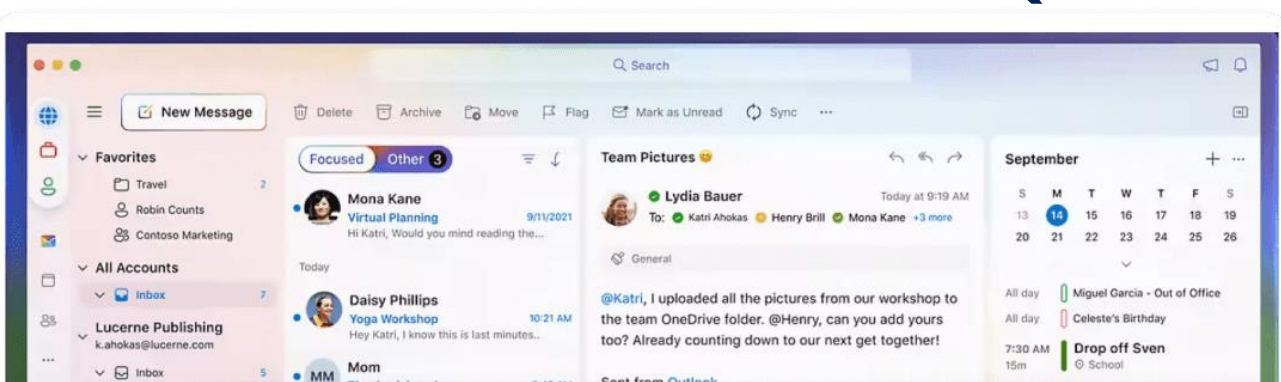 Search
New Message
Delete
Archive
Move
Flag
Mark as Unread
Sync
Favorites
Travel 2
Robin Counts
Contoso Marketing
All Accounts
Inbox 7
Lucerne Publishing
k.ahokas@lucerne.com
Inbox 5
Focused Other 3
Mona Kane
Virtual Planning 9/11/2021
Hi Katri, Would you mind reading the...
Today
Daisy Phillips
Yoga Workshop 10:21 AM
Hey Katri, I know this is last minutes..
MM Mom
Team Pictures 😊
Lydia Bauer Today at 9:19 AM
To: Katri Ahokas Henry Brill Mona Kane +3 more
General
@Katri, I uploaded all the pictures from our workshop to
the team OneDrive folder. @Henry, can you add yours
too? Already counting down to our next get together!
Sent from Outlook
September
S M T W T F S
13 14 15 16 17 18 19
20 21 22 23 24 25 26
All day Miguel Garcia - Out of Office
All day Celeste's Birthday
7:30 AM Drop off Sven
15m School